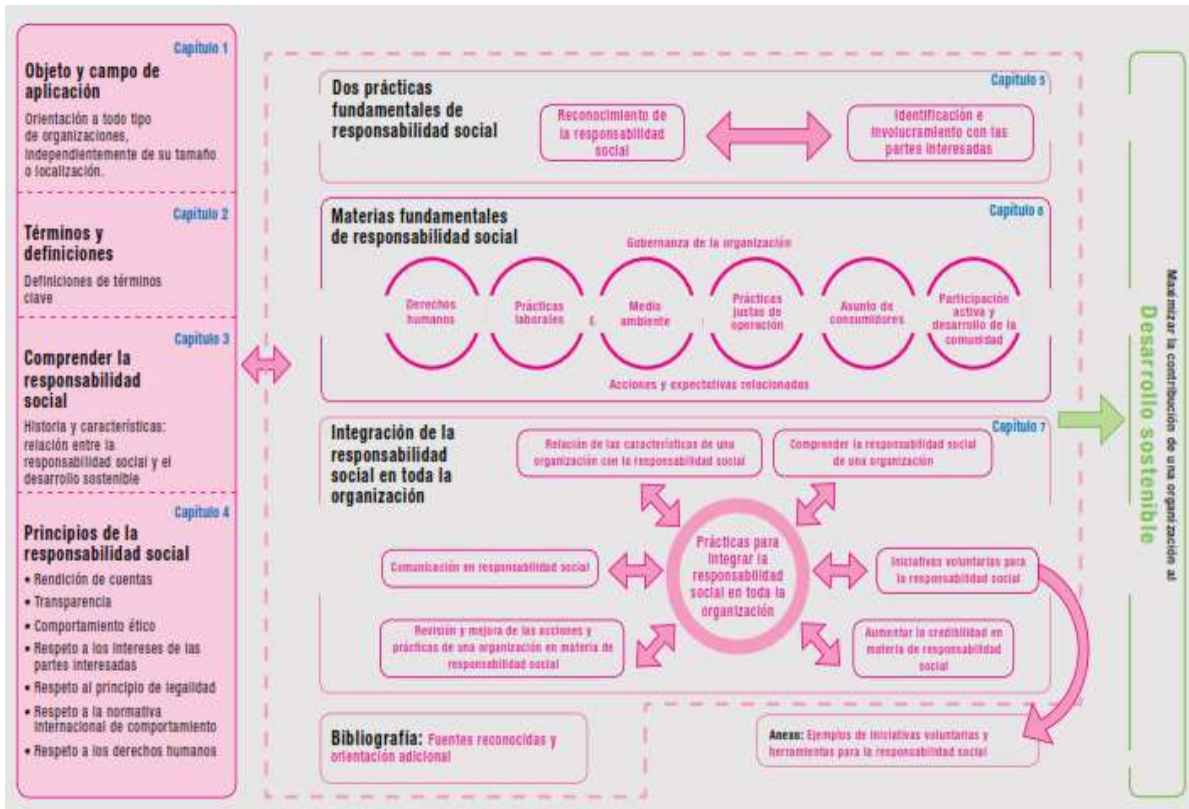 Capítulo 1
Objeto y campo de
aplicación
Orientación a todo tipo
de organizaciones,
independientemente de su tamaño
o localización.
Capítulo 2
Términos y
definiciones
Definiciones de términos
clave
Capítulo 3
Comprender la
responsabilidad
social
Historia y características:
relación entre la
responsabilidad social y el
desarrollo sostenible
Capítulo 4
Principios de la
responsabilidad social
• Rendición de cuentas
• Transparencia
• Comportamiento ético
• Respeto a los intereses de las
partes interesadas
• Respeto al principio de legalidad
• Respeto a la normativa
internacional de comportamiento
• Respeto a los derechos humanos
Capítulo 5
Dos prácticas
fundamentales de
responsabilidad social
Reconocimiento de
la responsabilidad
social
Identificación e
involucramiento con las
partes interesadas
Capítulo 6
Materias fundamentales
de responsabilidad social
Gobernanza de la organización
Derechos
humanos
Prácticas
laborales
Medio
ambiente
Prácticas
justas de
operación
Asunto de
consumidores
Participación
activa y
desarrollo de la
comunidad
Acciones y expectativas relacionados
Capítulo 7
Integración de la
responsabilidad
social en toda la
organización
Relación de las características de una
organización con la responsabilidad social
Comprender la responsabilidad social
de una organización
Prácticas para
integrar la
responsabilidad
social en toda la
organización
Comunicación en responsabilidad social
Iniciativas voluntarias para
la responsabilidad social
Revisión y mejora de las acciones y
prácticas de una organización en materia de
responsabilidad social
Aumentar la credibilidad en
materia de responsabilidad
social
Bibliografía: Fuentes reconocidas y
orientación adicional
Anexo: Ejemplos de iniciativas voluntarias y
herramientas para la responsabilidad social
Maximizar la contribución de una organización al
Desarrollo sostenible